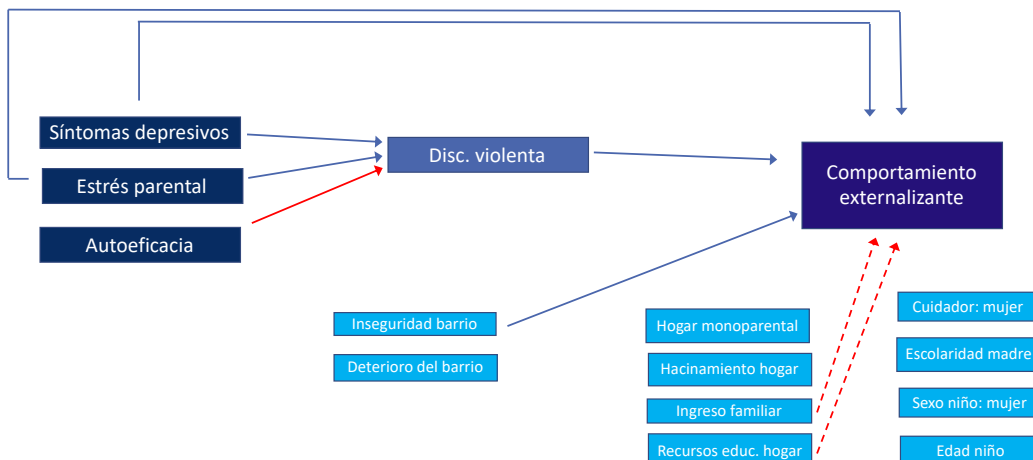 Síntomas depresivos
Estrés parental
Autoeficacia
Disc. violenta
Comportamiento
externalizante
Inseguridad barrio
Deterioro del barrio
Hogar monoparental
Hacinamiento hogar
Ingreso familiar
Recursos educ. hogar
Cuidador: mujer
Escolaridad madre
Sexo niño: mujer
Edad niño